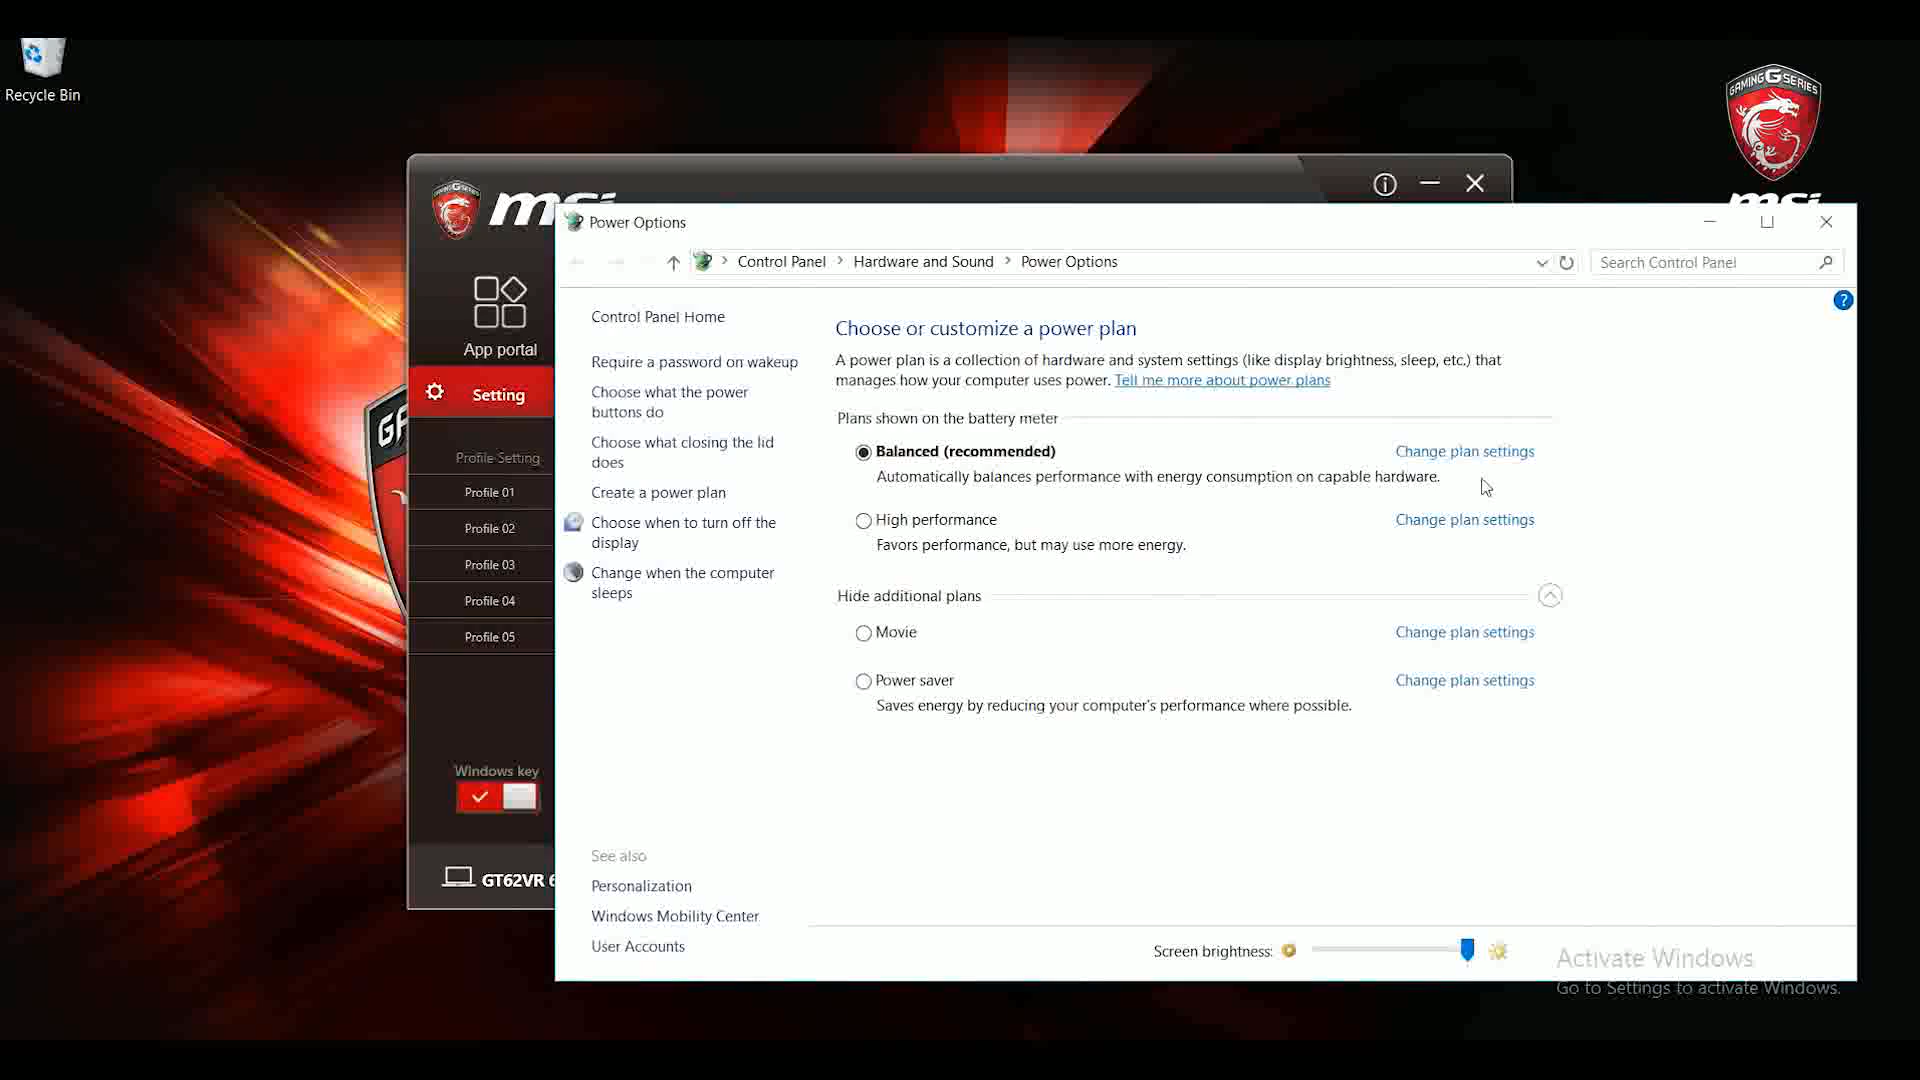 Recycle Bin
GAMING G SERIES
msi
msi
App portal
Setting
Profile Setting
Profile 01
Profile 02
Profile 03
Profile 04
Profile 05
Windows key
GT62VR 6
Power Options
Control Panel > Hardware and Sound > Power Options
Search Control Panel
?
Control Panel Home
Require a password on wakeup
Choose what the power
buttons do
Choose what closing the lid
does
Create a power plan
Choose when to turn off the
display
Change when the computer
sleeps
See also
Personalization
Windows Mobility Center
User Accounts
Choose or customize a power plan
A power plan is a collection of hardware and system settings (like display brightness, sleep, etc.) that
manages how your computer uses power. Tell me more about power plans
Plans shown on the battery meter
Balanced (recommended) Change plan settings
Automatically balances performance with energy consumption on capable hardware.
High performance Change plan settings
Favors performance, but may use more energy.
Hide additional plans
Movie Change plan settings
Power saver Change plan settings
Saves energy by reducing your computer's performance where possible.
Screen brightness:
Activate Windows
Go to Settings to activate Windows.